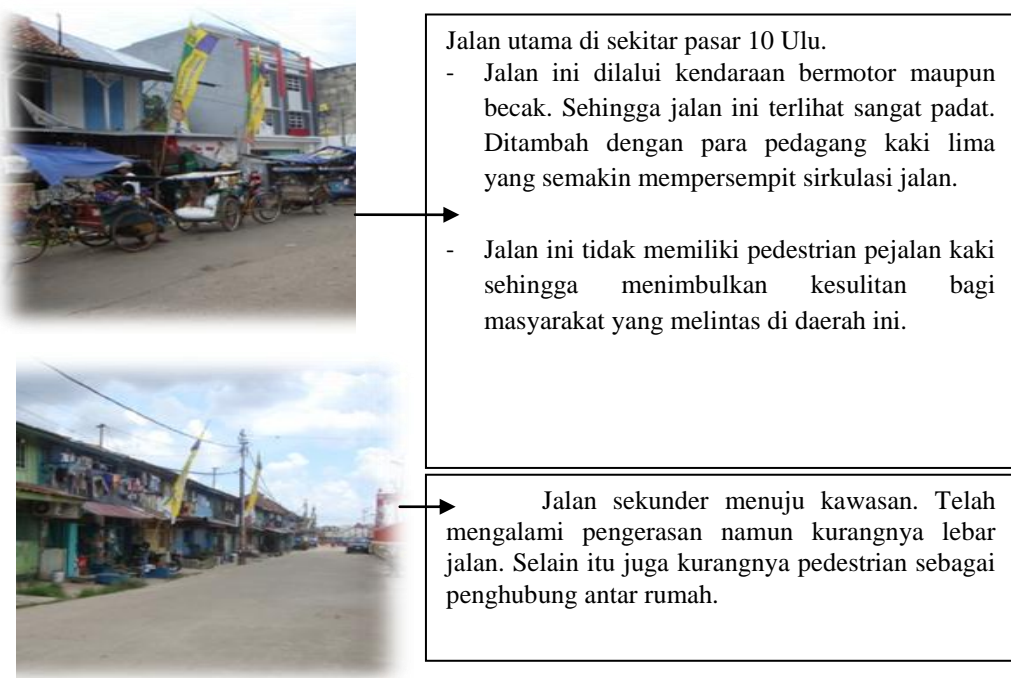 Jalan utama di sekitar pasar 10 Ulu.
- Jalan ini dilalui kendaraan bermotor maupun
becak. Sehingga jalan ini terlihat sangat padat.
Ditambah dengan para pedagang kaki lima
yang semakin mempersempit sirkulasi jalan.
- Jalan ini tidak memiliki pedestrian pejalan kaki
sehingga menimbulkan kesulitan bagi
masyarakat yang melintas di daerah ini.
Jalan sekunder menuju kawasan. Telah
mengalami pengerasan namun kurangnya lebar
jalan. Selain itu juga kurangnya pedestrian sebagai
penghubung antar rumah.